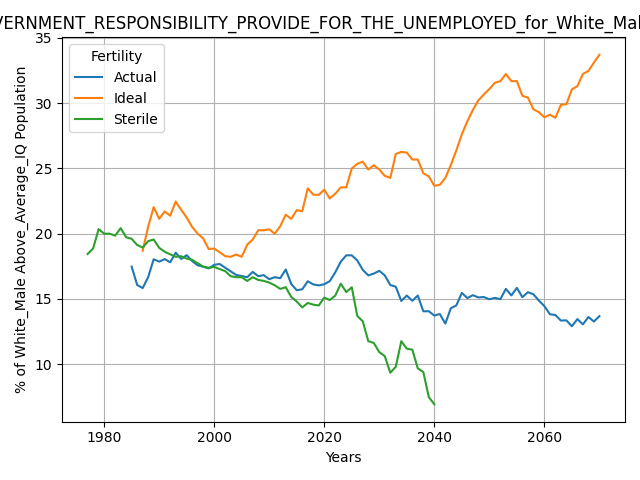 VERNMENT_RESPONSIBILITY_PROVIDE_FOR_THE_UNEMPLOYED_for_White_Mal
% of White_Male Above_Average_IQ Population
35
30
25
20
15
10
Fertility
Actual
Ideal
Sterile
1980 2000 2020 2040 2060
Years